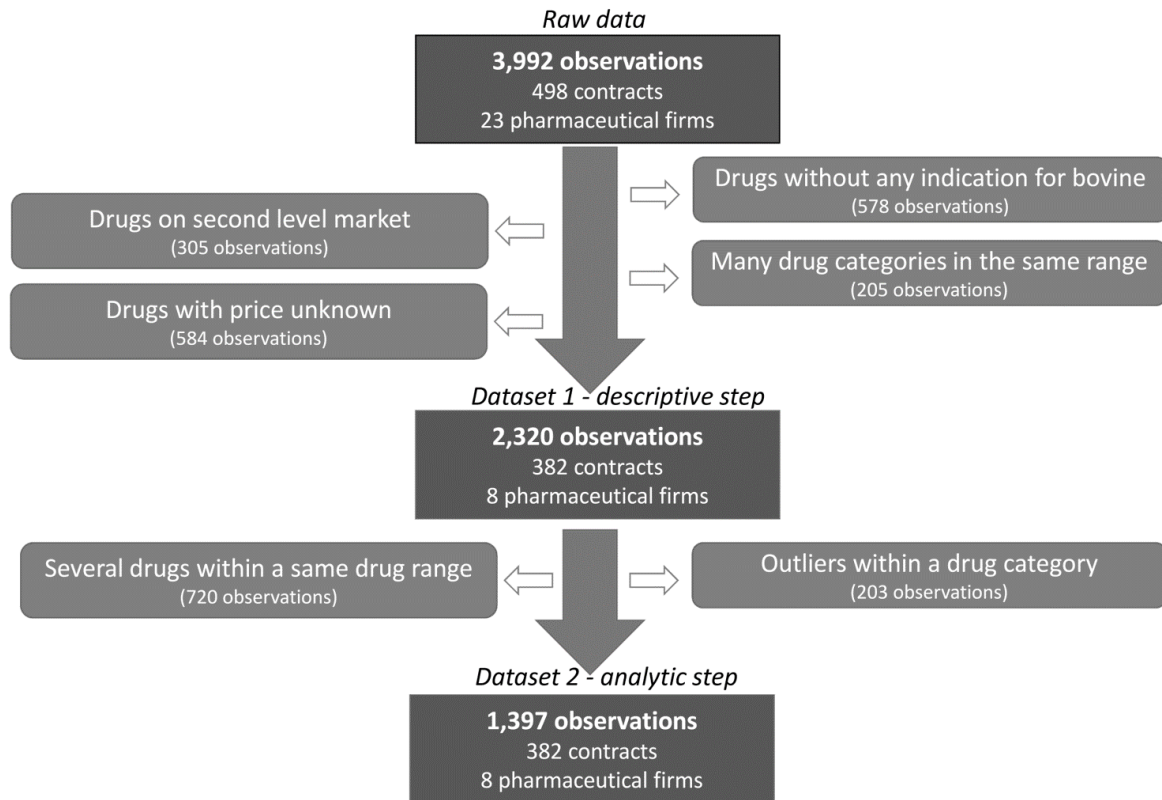 Raw data
3,992 observations
498 contracts
23 pharmaceutical firms
Drugs without any indication for bovine
(578 observations)
Drugs on second level market
(305 observations)
Many drug categories in the same range
(205 observations)
Drugs with price unknown
(584 observations)
Dataset 1 - descriptive step
2,320 observations
382 contracts
8 pharmaceutical firms
Several drugs within a same drug range
(720 observations)
Outliers within a drug category
(203 observations)
Dataset 2 - analytic step
1,397 observations
382 contracts
8 pharmaceutical firms